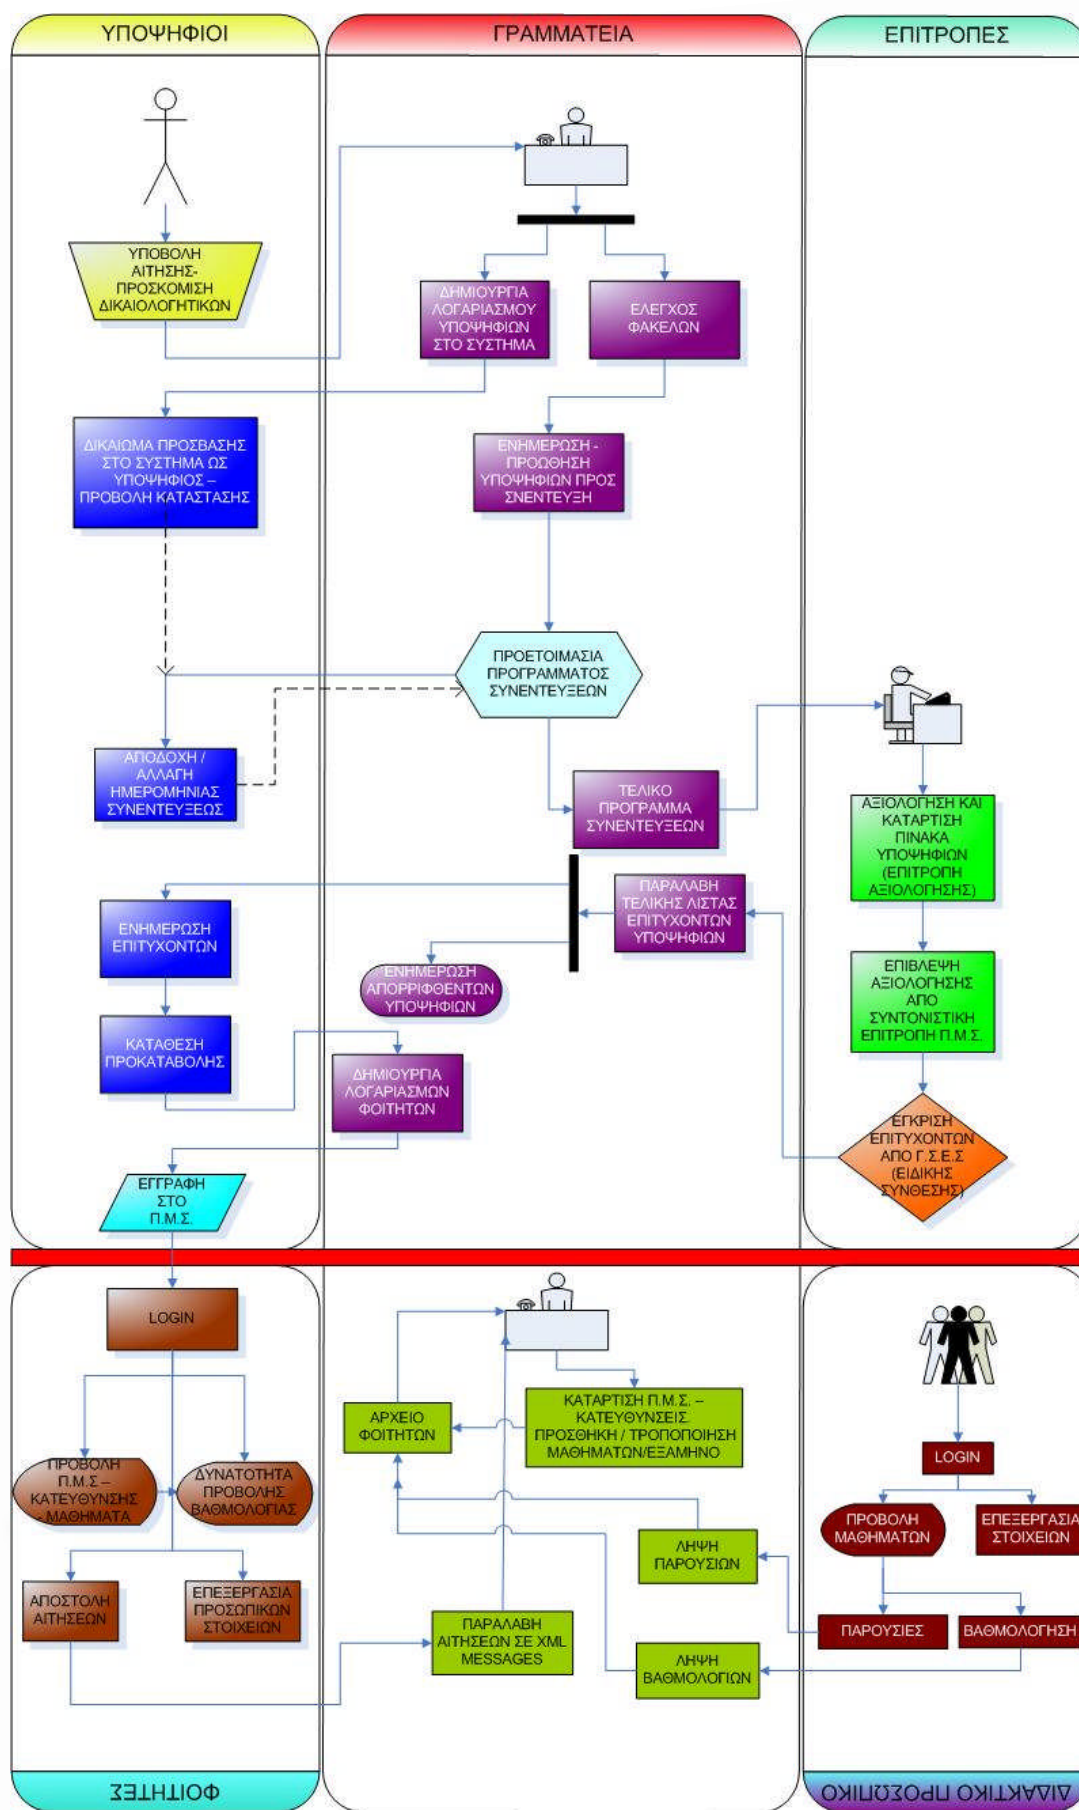 ΥΠΟΨΗΦΙΟΙ
ΓΡΑΜΜΑΤΕΙΑ
ΕΠΙΤΡΟΠΕΣ
ΥΠΟΒΟΛΗ
ΑΙΤΗΣΗΣ-
ΠΡΟΣΚΟΜΙΣΗ
ΔΙΚΑΙΟΛΟΓΗΤΙΚΩΝ
ΔΗΜΙΟΥΡΓΙΑ
ΛΟΓΑΡΙΑΣΜΟΥ
ΥΠΟΨΗΦΙΩΝ
ΣΤΟ ΣΥΣΤΗΜΑ
ΕΛΕΓΧΟΣ
ΦΑΚΕΛΩΝ
ΔΙΚΑΙΩΜΑ ΠΡΟΣΒΑΣΗΣ
ΣΤΟ ΣΥΣΤΗΜΑ ΩΣ
ΥΠΟΨΗΦΙΟΣ –
ΠΡΟΒΟΛΗ ΚΑΤΑΣΤΑΣΗΣ
ΕΝΗΜΕΡΩΣΗ -
ΠΡΟΩΘΗΣΗ
ΥΠΟΨΗΦΙΩΝ ΠΡΟΣ
ΣΝΕΝΤΕΥΞΗ
ΠΡΟΕΤΟΙΜΑΣΙΑ
ΠΡΟΓΡΑΜΜΑΤΟΣ
ΣΥΝΕΝΤΕΥΞΕΩΝ
ΑΠΟΔΟΧΗ /
ΑΛΛΑΓΗ
ΗΜΕΡΟΜΗΝΙΑΣ
ΣΥΝΕΝΤΕΥΞΕΩΣ
ΤΕΛΙΚΟ
ΠΡΟΓΡΑΜΜΑ
ΣΥΝΕΝΤΕΥΞΕΩΝ
ΑΞΙΟΛΟΓΗΣΗ ΚΑΙ
ΚΑΤΑΡΤΙΣΗ
ΠΙΝΑΚΑ
ΥΠΟΨΗΦΙΩΝ
(ΕΠΙΤΡΟΠΗ
ΑΞΙΟΛΟΓΗΣΗΣ)
ΕΝΗΜΕΡΩΣΗ
ΕΠΙΤΥΧΟΝΤΩΝ
ΠΑΡΑΛΑΒΗ
ΤΕΛΙΚΗΣ ΛΙΣΤΑΣ
ΕΠΙΤΥΧΟΝΤΩΝ
ΥΠΟΨΗΦΙΩΝ
ΕΝΗΜΕΡΩΣΗ
ΑΠΟΡΡΙΦΘΕΝΤΩΝ
ΥΠΟΨΗΦΙΩΝ
ΕΠΙΒΛΕΨΗ
ΑΞΙΟΛΟΓΗΣΗΣ
ΑΠΟ
ΣΥΝΤΟΝΙΣΤΙΚΗ
ΕΠΙΤΡΟΠΗ Π.Μ.Σ.
ΚΑΤΑΘΕΣΗ
ΠΡΟΚΑΤΑΒΟΛΗΣ
ΔΗΜΙΟΥΡΓΙΑ
ΛΟΓΑΡΙΑΣΜΩΝ
ΦΟΙΤΗΤΩΝ
ΕΓΚΡΙΣΗ
ΕΠΙΤΥΧΟΝΤΩΝ
ΑΠΟ Γ.Σ.Ε.Σ
(ΕΙΔΙΚΗΣ
ΣΥΝΘΕΣΗΣ)
ΕΓΓΡΑΦΗ
ΣΤΟ
Π.Μ.Σ.
LOGIN
ΠΡΟΒΟΛΗ
Π.Μ.Σ –
ΚΑΤΕΥΘΥΝΣΗΣ
- ΜΑΘΗΜΑΤΑ
ΔΥΝΑΤΟΤΗΤΑ
ΠΡΟΒΟΛΗΣ
ΒΑΘΜΟΛΟΓΙΑΣ
ΑΠΟΣΤΟΛΗ
ΑΙΤΗΣΕΩΝ
ΕΠΕΞΕΡΓΑΣΙΑ
ΠΡΟΣΩΠΙΚΩΝ
ΣΤΟΙΧΕΙΩΝ
ΑΡΧΕΙΟ
ΦΟΙΤΗΤΩΝ
ΚΑΤΑΡΤΙΣΗ Π.Μ.Σ. –
ΚΑΤΕΥΘΥΝΣΕΙΣ.
ΠΡΟΣΘΗΚΗ / ΤΡΟΠΟΠΟΙΗΣΗ
ΜΑΘΗΜΑΤΩΝ/ΕΞΑΜΗΝΟ
ΛΗΨΗ
ΠΑΡΟΥΣΙΩΝ
ΠΑΡΑΛΑΒΗ
ΑΙΤΗΣΕΩΝ ΣΕ XML
MESSAGES
ΛΗΨΗ
ΒΑΘΜΟΛΟΓΙΩΝ
LOGIN
ΠΡΟΒΟΛΗ
ΜΑΘΗΜΑΤΩΝ
ΕΠΕΞΕΡΓΑΣΙΑ
ΣΤΟΙΧΕΙΩΝ
ΠΑΡΟΥΣΙΕΣ
ΒΑΘΜΟΛΟΓΗΣΗ
ΦΟΙΤΗΤΕΣ
ΔΙΔΑΚΤΙΚΟ ΠΡΟΣΩΠΙΚΟ